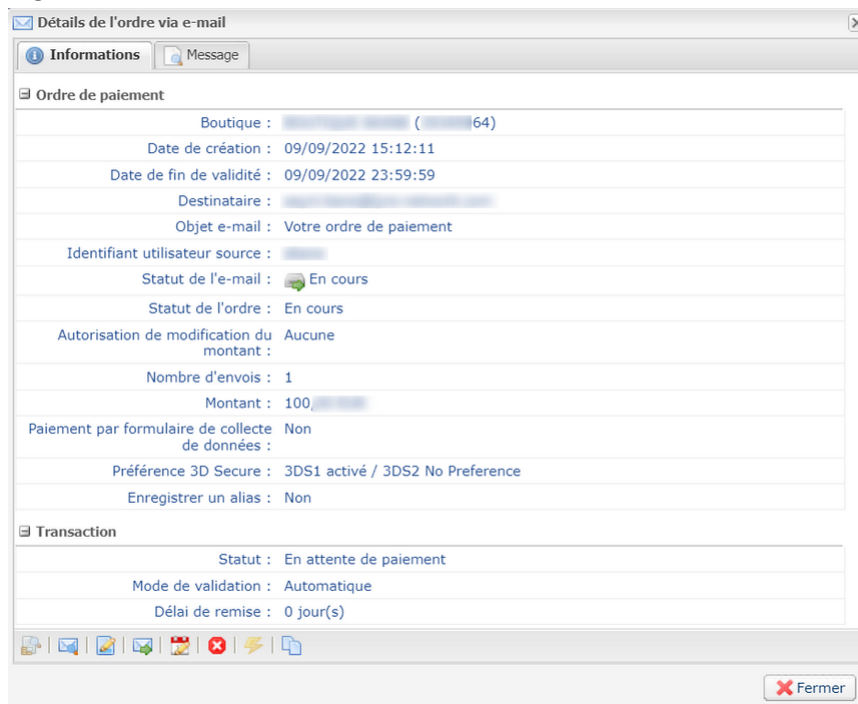 Détails de l'ordre via e-mail
Informations Message
Ordre de paiement
Boutique : ( 64)
Date de création : 09/09/2022 15:12:11
Date de fin de validité : 09/09/2022 23:59:59
Destinataire :
Objet e-mail : Votre ordre de paiement
Identifiant utilisateur source :
Statut de l'e-mail : En cours
Statut de l'ordre : En cours
Autorisation de modification du Aucune
montant :
Nombre d'envois : 1
Montant : 100,
Paiement par formulaire de collecte Non
de données :
Préférence 3D Secure : 3DS1 activé / 3DS2 No Preference
Enregistrer un alias : Non
Transaction
Statut : En attente de paiement
Mode de validation : Automatique
Délai de remise : 0 jour(s)
Fermer